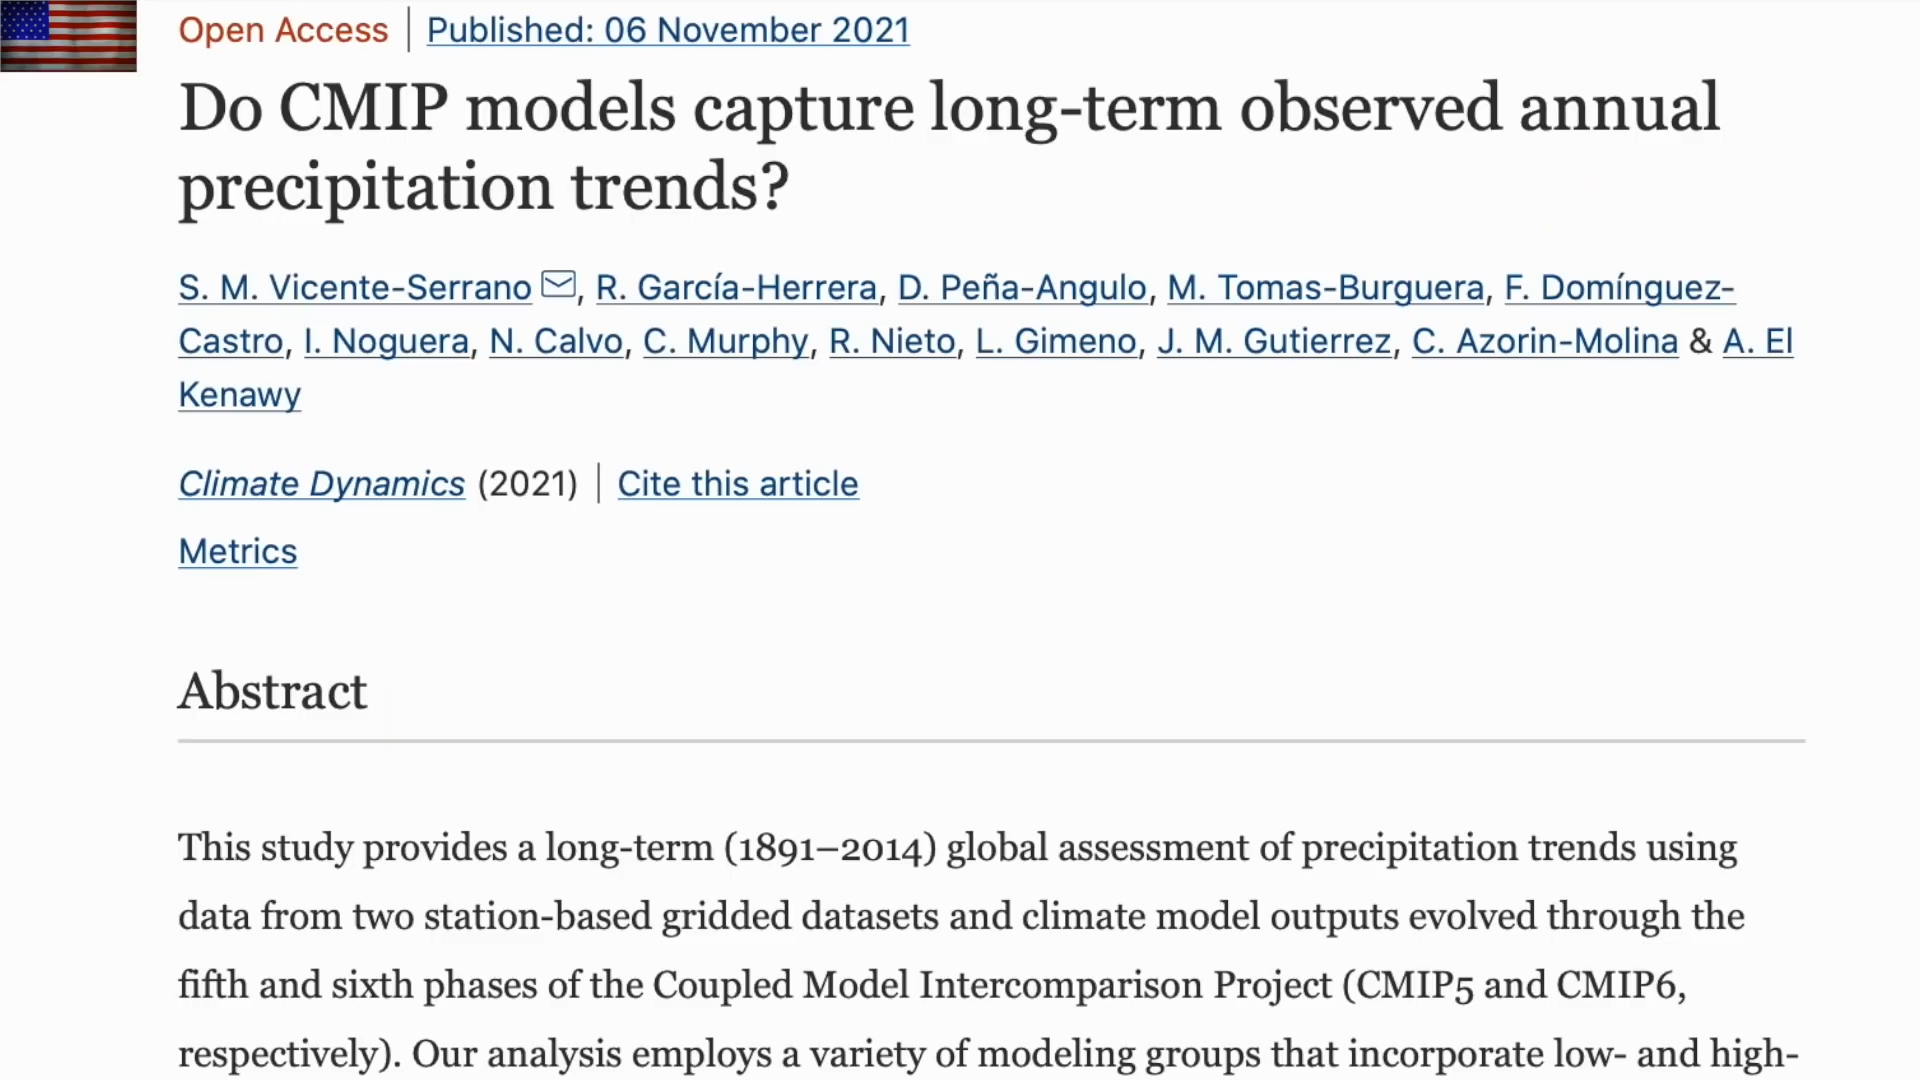 Open Access | Published: 06 November 2021
Do CMIP models capture long-term observed annual
precipitation trends?
S. M. Vicente-Serrano, R. García-Herrera, D. Peña-Angulo, M. Tomas-Burguera, F. Domínguez-
Castro, I. Noguera, N. Calvo, C. Murphy, R. Nieto, L. Gimeno, J. M. Gutierrez, C. Azorin-Molina & A. El
Kenawy
Climate Dynamics (2021) | Cite this article
Metrics
Abstract
This study provides a long-term (1891–2014) global assessment of precipitation trends using
data from two station-based gridded datasets and climate model outputs evolved through the
fifth and sixth phases of the Coupled Model Intercomparison Project (CMIP5 and CMIP6,
respectively). Our analysis employs a variety of modeling groups that incorporate low- and high-